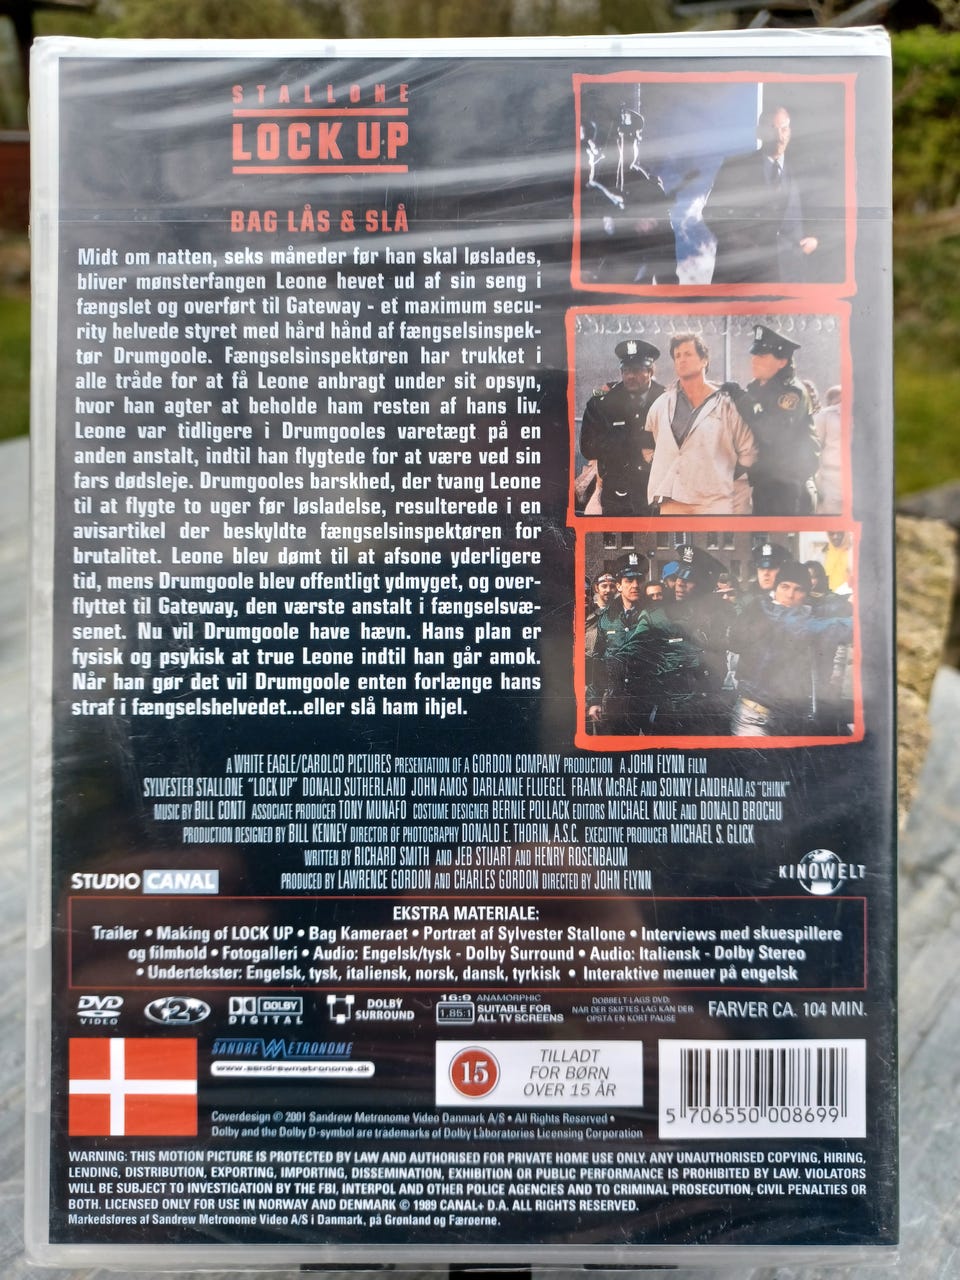 STALLONE
LOCK UP
BAG LÅS & SLÅ
Midt om natten, seks måneder før han skal løslades,
bliver mønsterfangen Leone hevet ud af sin seng i
fængslet og overført til Gateway - et maximum secu-
rity helvede styret med hård hånd af fængselsinspek-
tør Drumgoole. Fængselsinspektøren har trukket i
alle tråde for at få Leone anbragt under sit opsyn,
hvor han agter at beholde ham resten af hans liv.
Leone var tidligere i Drumgooles varetægt på en
anden anstalt, indtil han flygtede for at være ved sin
fars dødsleje. Drumgooles barskhed, der tvang Leone
til at flygte to uger før løsladelse, resulterede i en
avisartikel der beskyldte fængselsinspektøren for
brutalitet. Leone blev dømt til at afsone yderligere
tid, mens Drumgoole blev offentligt ydmyget, og over-
flyttet til Gateway, den værste anstalt i fængselsvæ-
senet. Nu vil Drumgoole have hævn. Hans plan er
fysisk og psykisk at true Leone indtil han går amok.
Når han gør det vil Drumgoole enten forlænge hans
straf i fængselshelvedet...eller slå ham ihjel.
A WHITE EAGLE/CAROLCO PICTURES PRESENTATION OF A GORDON COMPANY PRODUCTION A JOHN FLYNN FILM
SYLVESTER STALLONE "LOCK UP" DONALD SUTHERLAND JOHN AMOS DARLANNE FLUEGEL FRANK McRAE AND SONNY LANDHAM AS "CHINK"
MUSIC BY BILL CONTI ASSOCIATE PRODUCER TONY MUNAFO COSTUME DESIGNER BERNIE POLLACK EDITORS MICHAEL KNUE AND DONALD BROCHU
PRODUCTION DESIGNED BY BILL KENNEY DIRECTOR OF PHOTOGRAPHY DONALD E. THORIN, A.S.C. EXECUTIVE PRODUCER MICHAEL S. GLICK
WRITTEN BY RICHARD SMITH AND JEB STUART AND HENRY ROSENBAUM
PRODUCED BY LAWRENCE GORDON AND CHARLES GORDON DIRECTED BY JOHN FLYNN
STUDIO CANAL
KINOWELT
EKSTRA MATERIALE:
Trailer • Making of LOCK UP • Bag Kameraet • Portræt af Sylvester Stallone • Interviews med skuespillere
og filmhold • Fotogalleri • Audio: Engelsk/tysk - Dolby Surround • Audio: Italiensk - Dolby Stereo
• Undertekster: Engelsk, tysk, italiensk, norsk, dansk, tyrkisk • Interaktive menuer på engelsk
DVD
VIDEO
2
DOLBY
DIGITAL
DOLBY
SURROUND
16:9
1.85:1
ANAMORPHIC
SUITABLE FOR
ALL TV SCREENS
DOBBELT-LAGS DVD:
NÅR DER SKIFTES LAG KAN DER
OPSTÅ EN KORT PAUSE
FARVER CA. 104 MIN.
SANDREW METRONOME
www.sandrewmetronome.dk
15
TILLADT
FOR BØRN
OVER 15 ÅR
5 706550 008699
Coverdesign © 2001 Sandrew Metronome Video Danmark A/S • All Rights Reserved •
Dolby and the Dolby D-symbol are trademarks of Dolby Laboratories Licensing Corporation
WARNING: THIS MOTION PICTURE IS PROTECTED BY LAW AND AUTHORISED FOR PRIVATE HOME USE ONLY. ANY UNAUTHORISED COPYING, HIRING,
LENDING, DISTRIBUTION, EXPORTING, IMPORTING, DISSEMINATION, EXHIBITION OR PUBLIC PERFORMANCE IS PROHIBITED BY LAW. VIOLATORS
WILL BE SUBJECT TO INVESTIGATION BY THE FBI, INTERPOL AND OTHER POLICE AGENCIES AND TO CRIMINAL PROSECUTION, CIVIL PENALTIES OR
BOTH. LICENSED ONLY FOR USE IN NORWAY AND DENMARK © 1989 CANAL+ D.A. ALL RIGHTS RESERVED.
Markedsføres af Sandrew Metronome Video A/S i Danmark, på Grønland og Færøerne.